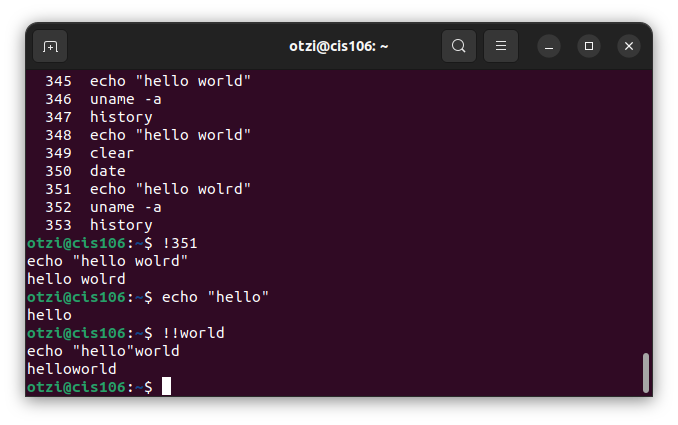 otzi@cis106: ~
345 echo "hello world"
346 uname -a
347 history
348 echo "hello world"
349 clear
350 date
351 echo "hello wolrd"
352 uname -a
353 history
otzi@cis106:~$ !351
echo "hello wolrd"
hello wolrd
otzi@cis106:~$ echo "hello"
hello
otzi@cis106:~$ !!world
echo "hello"world
helloworld
otzi@cis106:~$